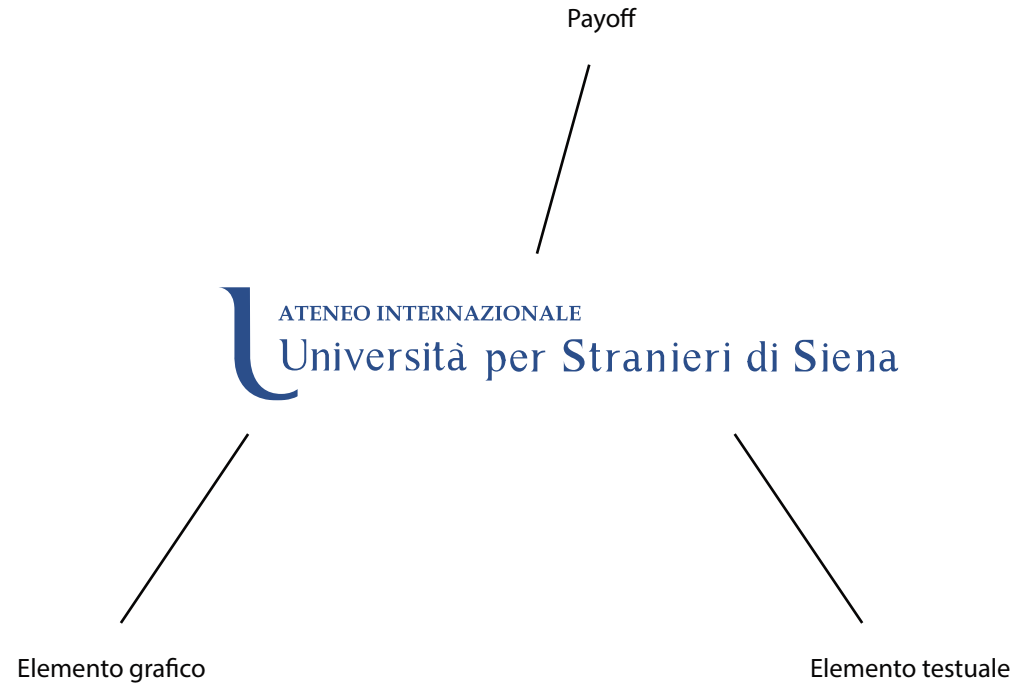 Payoff
ATENEO INTERNAZIONALE
Università per Stranieri di Siena
Elemento grafico
Elemento testuale